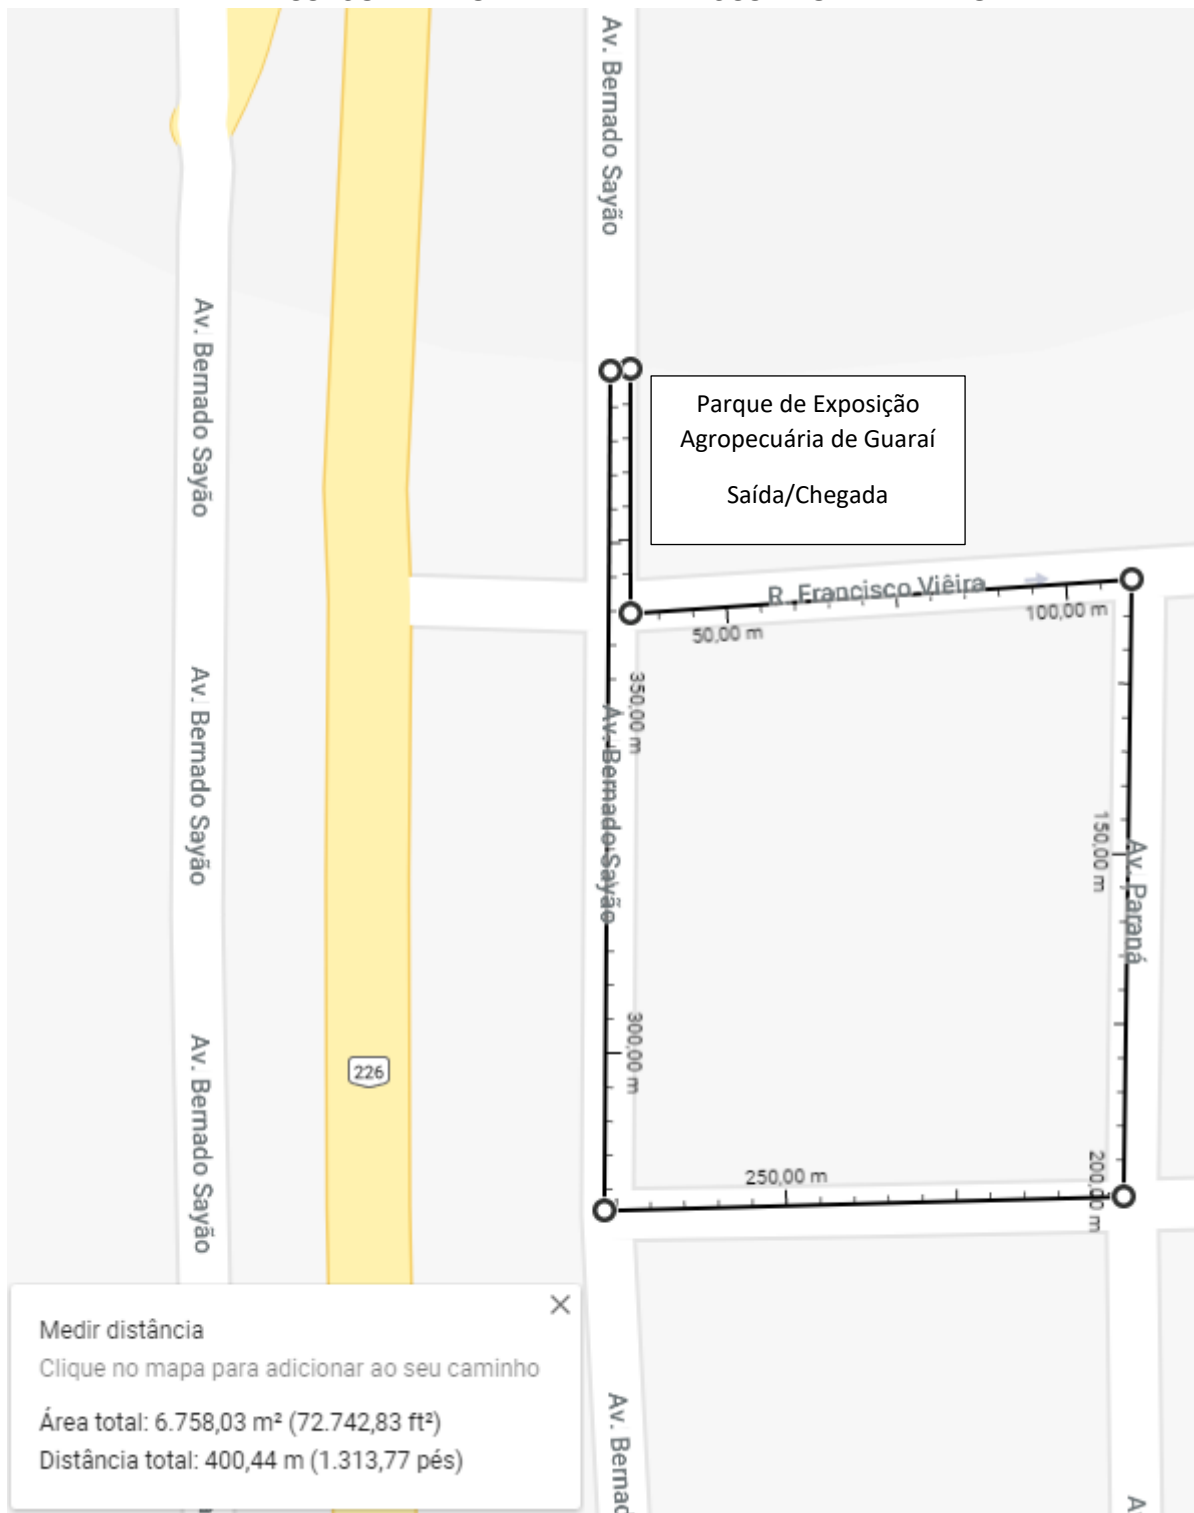 Av. Bernado Sayão
Av. Bernado Sayão
Parque de Exposição
Agropecuária de Guaraí
Saída/Chegada
R. Francisco Viêira
50,00 m
100,00 m
350,00 m
Av. Bernado Sayão
Av. Bernado Sayão
150,00 m
Av. Paraná
300,00 m
226
Av. Bernado Sayão
250,00 m
200,00 m
Medir distância
Clique no mapa para adicionar ao seu caminho
Área total: 6.758,03 m² (72.742,83 ft²)
Distância total: 400,44 m (1.313,77 pés)
Av. Bernad
Av